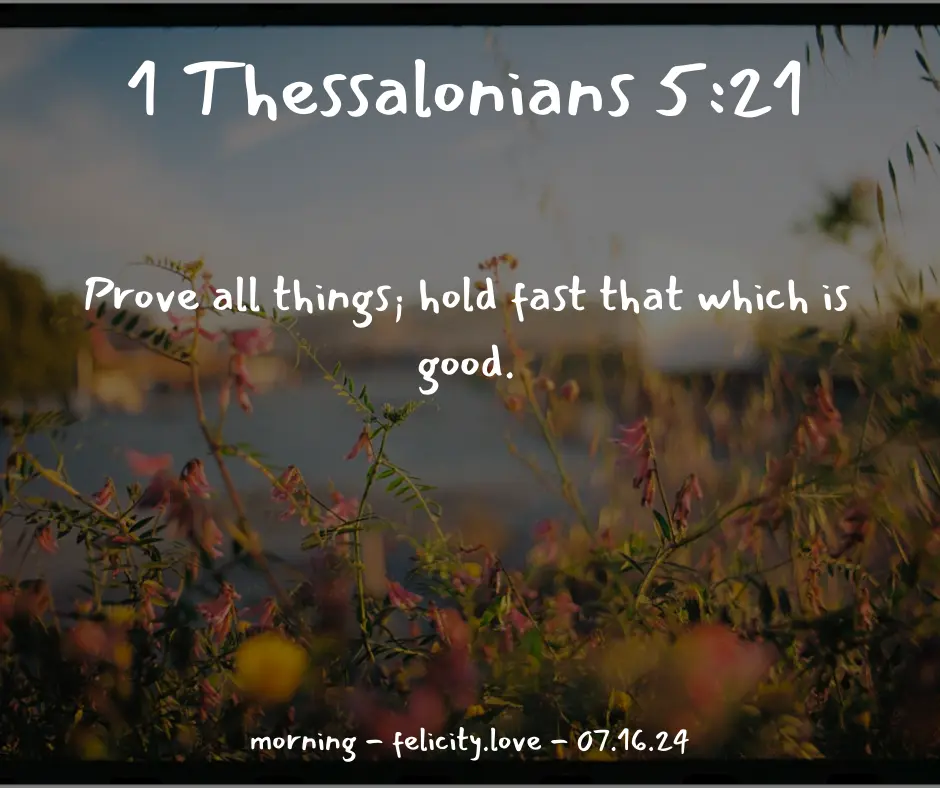 1 Thessalonians 5:21
Prove all things; hold fast that which is
good.
morning - felicity.love - 07.16.24